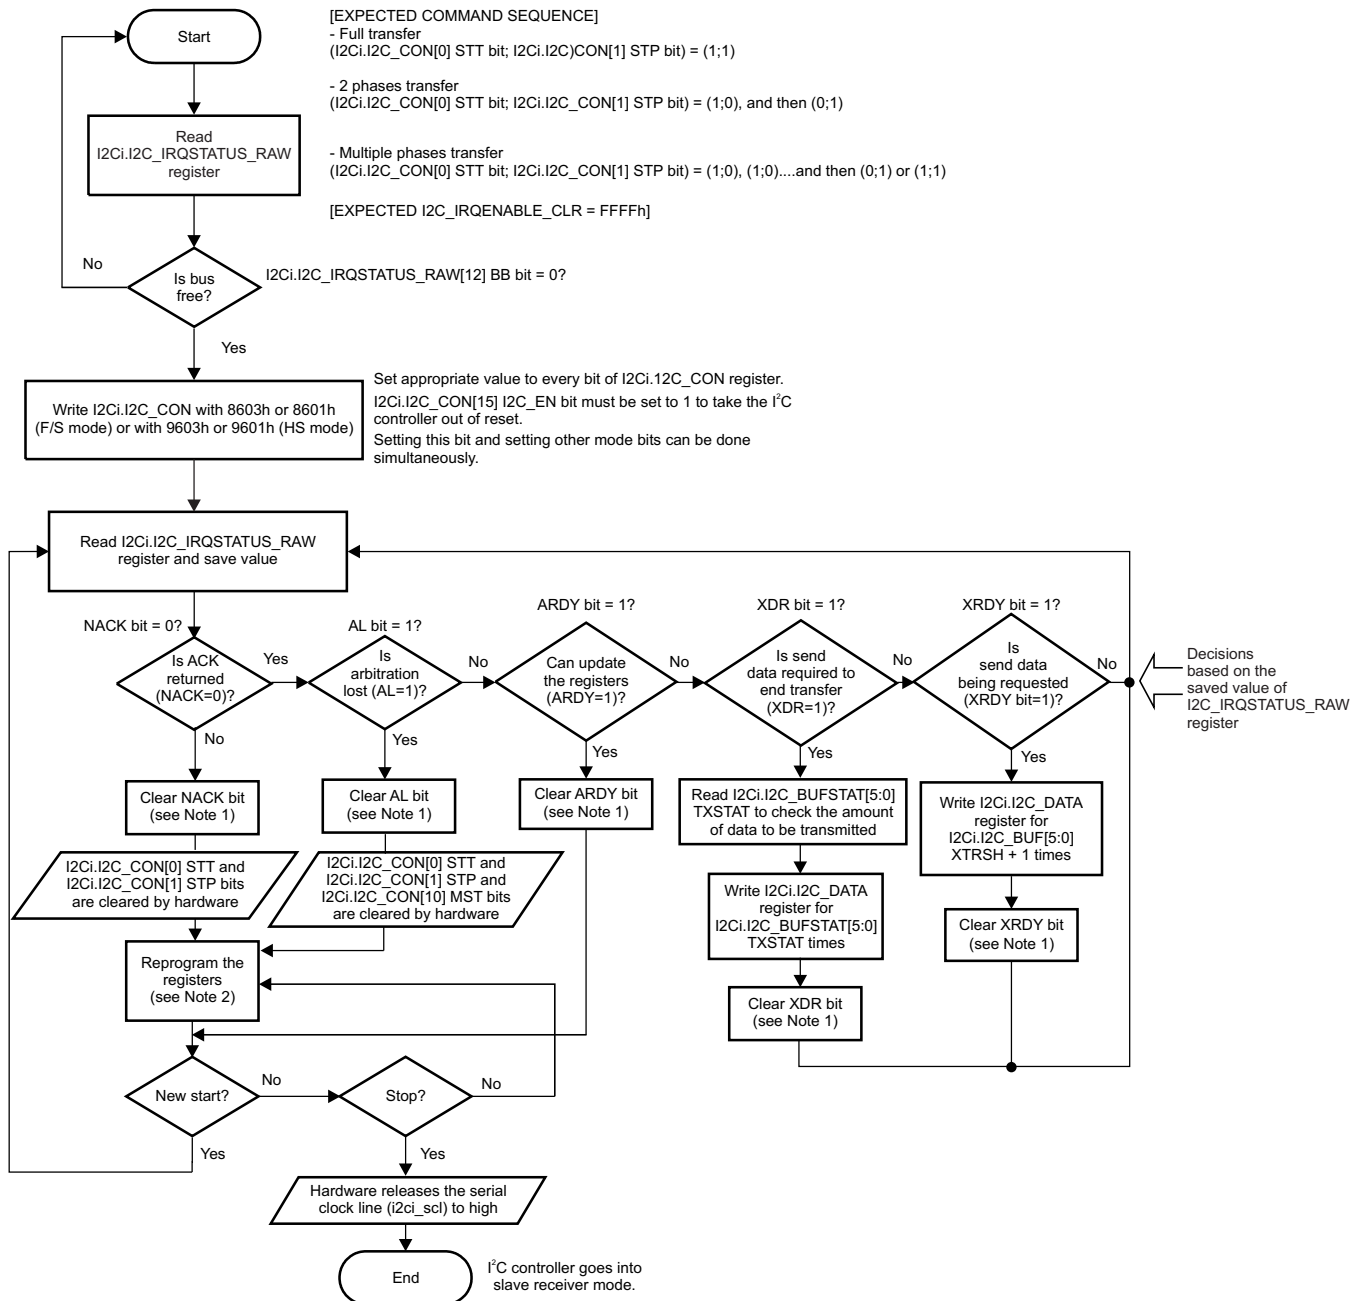 Start
[EXPECTED COMMAND SEQUENCE]
- Full transfer
(I2Ci.I2C_CON[0] STT bit; I2Ci.I2C)CON[1] STP bit) = (1;1)
- 2 phases transfer
(I2Ci.I2C_CON[0] STT bit; I2Ci.I2C_CON[1] STP bit) = (1;0), and then (0;1)
- Multiple phases transfer
(I2Ci.I2C_CON[0] STT bit; I2Ci.I2C_CON[1] STP bit) = (1;0), (1;0)....and then (0;1) or (1;1)
[EXPECTED I2C_IRQENABLE_CLR = FFFFh]
Read
I2Ci.I2C_IRQSTATUS_RAW
register
No
Is bus
free?
I2Ci.I2C_IRQSTATUS_RAW[12] BB bit = 0?
Yes
Write I2Ci.I2C_CON with 8603h or 8601h
(F/S mode) or with 9603h or 9601h (HS mode)
Set appropriate value to every bit of I2Ci.12C_CON register.
I2Ci.I2C_CON[15] I2C_EN bit must be set to 1 to take the I²C
controller out of reset.
Setting this bit and setting other mode bits can be done
simultaneously.
Read I2Ci.I2C_IRQSTATUS_RAW
register and save value
NACK bit = 0?
Is ACK
returned
(NACK=0)?
Yes
No
AL bit = 1?
Is
arbitration
lost (AL=1)?
No
Yes
ARDY bit = 1?
Can update
the registers
(ARDY=1)?
No
Yes
XDR bit = 1?
Is send
data required to
end transfer
(XDR=1)?
No
Yes
XRDY bit = 1?
Is
send data
being requested
(XRDY bit=1)?
No
Yes
Decisions
based on the
saved value of
I2C_IRQSTATUS_RAW
register
Clear NACK bit
(see Note 1)
Clear AL bit
(see Note 1)
Clear ARDY bit
(see Note 1)
Read I2Ci.I2C_BUFSTAT[5:0]
TXSTAT to check the amount
of data to be transmitted
Write I2Ci.I2C_DATA
register for
I2Ci.I2C_BUF[5:0]
XTRSH + 1 times
I2Ci.I2C_CON[0] STT and
I2Ci.I2C_CON[1] STP bits
are cleared by hardware
I2Ci.I2C_CON[0] STT and
I2Ci.I2C_CON[1] STP and
I2Ci.I2C_CON[10] MST bits
are cleared by hardware
Write I2Ci.I2C_DATA
register for
I2Ci.I2C_BUFSTAT[5:0]
TXSTAT times
Clear XRDY bit
(see Note 1)
Reprogram the
registers
(see Note 2)
Clear XDR bit
(see Note 1)
New start?
No
Yes
Stop?
No
Yes
Hardware releases the serial
clock line (i2ci_scl) to high
End
I²C controller goes into
slave receiver mode.